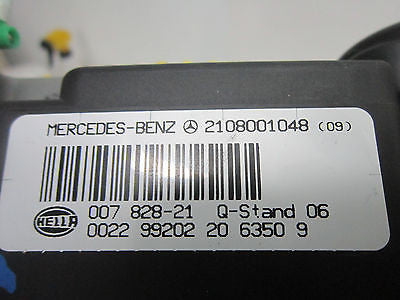 MERCEDES-BENZ 2108001048 (09)
HELLA 007 828-21 Q-Stand 06
0022 99202 20 6350 9